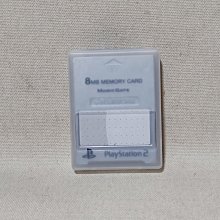 8MB MEMORY CARD
MagicGate
PlayStation 2